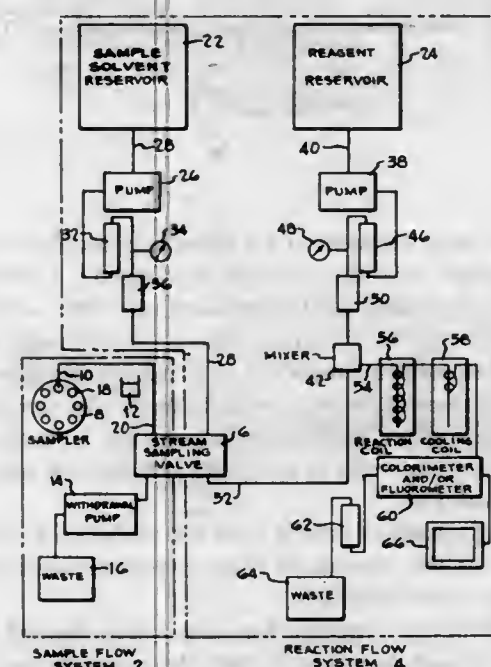 SAMPLE
SOLVENT
RESERVOIR
22
REAGENT
RESERVOIR
24
28
40
PUMP
26
PUMP
38
32
34
48
46
36
50
28
MIXER
42
54
56
58
10
18
8
12
SAMPLER
20
REACTION
COIL
COOLING
COIL
STREAM
SAMPLING
VALVE
6
52
COLORIMETER
AND/OR
FLUOROMETER
60
14
WITHDRAWAL
PUMP
62
66
WASTE
16
64
WASTE
SAMPLE FLOW
SYSTEM 2
REACTION FLOW
SYSTEM 4